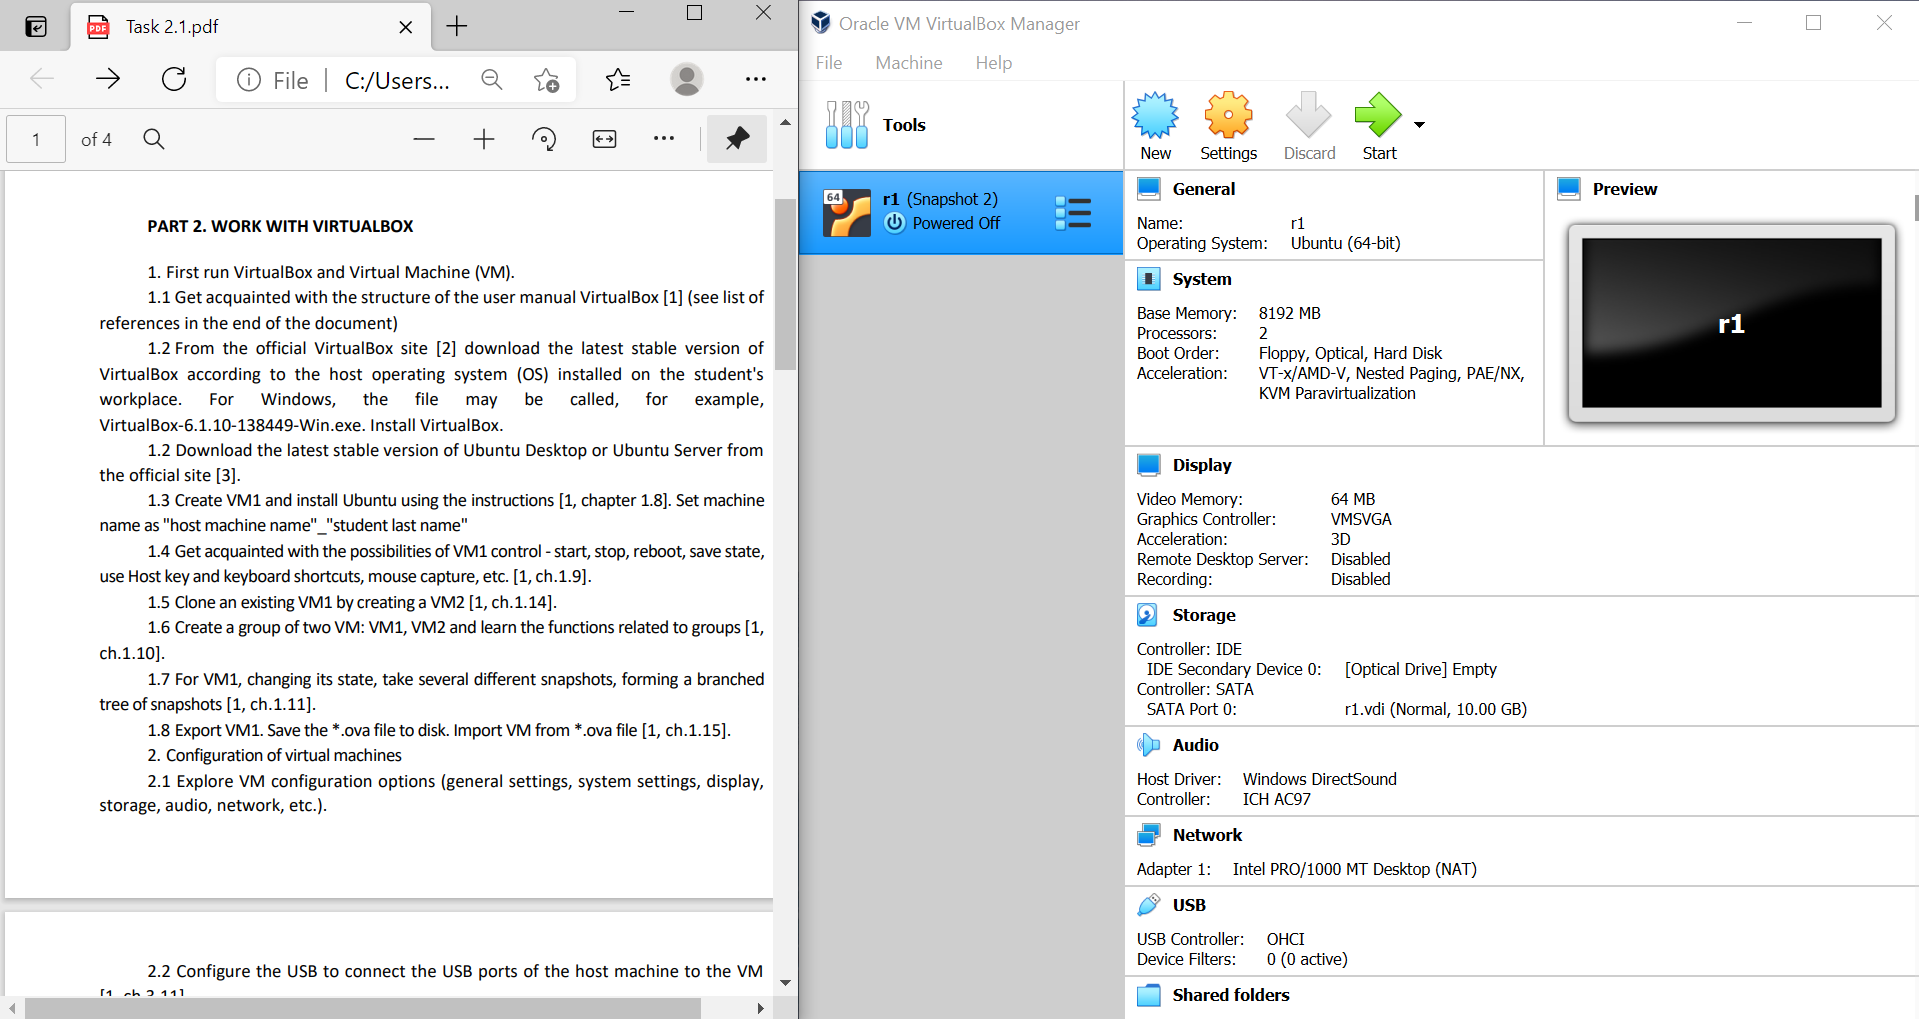 Task 2.1.pdf
File | C:/Users...
1 of 4
PART 2. WORK WITH VIRTUALBOX
1. First run VirtualBox and Virtual Machine (VM).
1.1 Get acquainted with the structure of the user manual VirtualBox [1] (see list of
references in the end of the document)
1.2 From the official VirtualBox site [2] download the latest stable version of
VirtualBox according to the host operating system (OS) installed on the student's
workplace. For Windows, the file may be called, for example,
VirtualBox-6.1.10-138449-Win.exe. Install VirtualBox.
1.2 Download the latest stable version of Ubuntu Desktop or Ubuntu Server from
the official site [3].
1.3 Create VM1 and install Ubuntu using the instructions [1, chapter 1.8]. Set machine
name as "host machine name"_"student last name"
1.4 Get acquainted with the possibilities of VM1 control - start, stop, reboot, save state,
use Host key and keyboard shortcuts, mouse capture, etc. [1, ch.1.9].
1.5 Clone an existing VM1 by creating a VM2 [1, ch.1.14].
1.6 Create a group of two VM: VM1, VM2 and learn the functions related to groups [1,
ch.1.10].
1.7 For VM1, changing its state, take several different snapshots, forming a branched
tree of snapshots [1, ch.1.11].
1.8 Export VM1. Save the *.ova file to disk. Import VM from *.ova file [1, ch.1.15].
2. Configuration of virtual machines
2.1 Explore VM configuration options (general settings, system settings, display,
storage, audio, network, etc.).
2.2 Configure the USB to connect the USB ports of the host machine to the VM
[1, ch.3.11]
Oracle VM VirtualBox Manager
File Machine Help
Tools
New Settings Discard Start
64
r1 (Snapshot 2)
Powered Off
General
Name: r1
Operating System: Ubuntu (64-bit)
Preview
r1
System
Base Memory: 8192 MB
Processors: 2
Boot Order: Floppy, Optical, Hard Disk
Acceleration: VT-x/AMD-V, Nested Paging, PAE/NX,
KVM Paravirtualization
Display
Video Memory: 64 MB
Graphics Controller: VMSVGA
Acceleration: 3D
Remote Desktop Server: Disabled
Recording: Disabled
Storage
Controller: IDE
IDE Secondary Device 0: [Optical Drive] Empty
Controller: SATA
SATA Port 0: r1.vdi (Normal, 10.00 GB)
Audio
Host Driver: Windows DirectSound
Controller: ICH AC97
Network
Adapter 1: Intel PRO/1000 MT Desktop (NAT)
USB
USB Controller: OHCI
Device Filters: 0 (0 active)
Shared folders